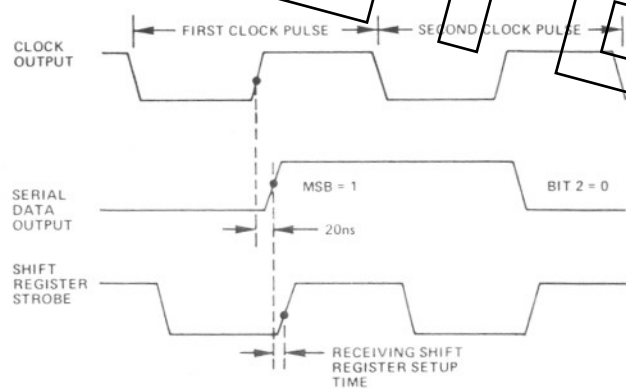 FIRST CLOCK PULSE
SECOND CLOCK PULSE
CLOCK
OUTPUT
MSB = 1
BIT 2 = 0
SERIAL
DATA
OUTPUT
20ns
SHIFT
REGISTER
STROBE
RECEIVING SHIFT
REGISTER SETUP
TIME